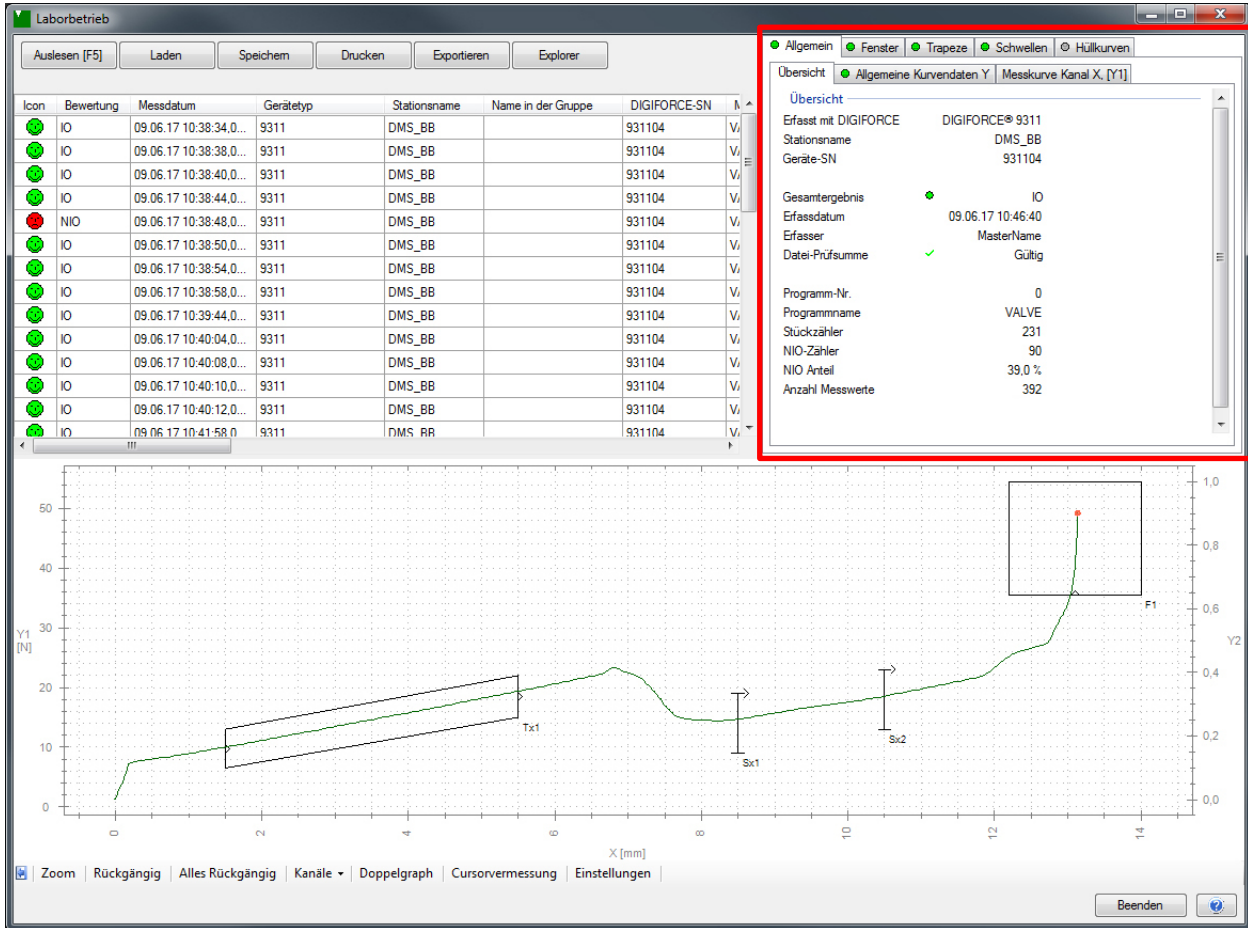 Laborbetrieb
Auslesen [F5] Laden Speichern Drucken Exportieren Explorer
Icon Bewertung Messdatum Gerätetyp Stationsname Name in der Gruppe DIGIFORCE-SN
IO 09.06.17 10:38:34,0... 9311 DMS_BB 931104
IO 09.06.17 10:38:38,0... 9311 DMS_BB 931104
IO 09.06.17 10:38:40,0... 9311 DMS_BB 931104
IO 09.06.17 10:38:44,0... 9311 DMS_BB 931104
NIO 09.06.17 10:38:48,0... 9311 DMS_BB 931104
IO 09.06.17 10:38:50,0... 9311 DMS_BB 931104
IO 09.06.17 10:38:54,0... 9311 DMS_BB 931104
IO 09.06.17 10:38:58,0... 9311 DMS_BB 931104
IO 09.06.17 10:39:44,0... 9311 DMS_BB 931104
IO 09.06.17 10:40:04,0... 9311 DMS_BB 931104
IO 09.06.17 10:40:08,0... 9311 DMS_BB 931104
IO 09.06.17 10:40:10,0... 9311 DMS_BB 931104
IO 09.06.17 10:40:12,0... 9311 DMS_BB 931104
IO 09.06.17 10:41:58,0... 9311 DMS_BB 931104
Allgemein Fenster Trapeze Schwellen Hüllkurven
Übersicht Allgemeine Kurvendaten Y Messkurve Kanal X, [Y1]
Übersicht
Erfasst mit DIGIFORCE DIGIFORCE® 9311
Stationsname DMS_BB
Geräte-SN 931104
Gesamtergebnis IO
Erfassdatum 09.06.17 10:46:40
Erfasser MasterName
Datei-Prüfsumme Gültig
Programm-Nr. 0
Programmname VALVE
Stückzähler 231
NIO-Zähler 90
NIO Anteil 39,0 %
Anzahl Messwerte 392
50
40
30
20
10
0
Y1
[N]
1,0
0,8
0,6
0,4
0,2
0,0
Y2
F1
Tx1
Sx1
Sx2
0 2 4 6 8 10 12 14
X [mm]
Zoom Rückgängig Alles Rückgängig Kanäle Doppelgraph Cursorvermessung Einstellungen
Beenden